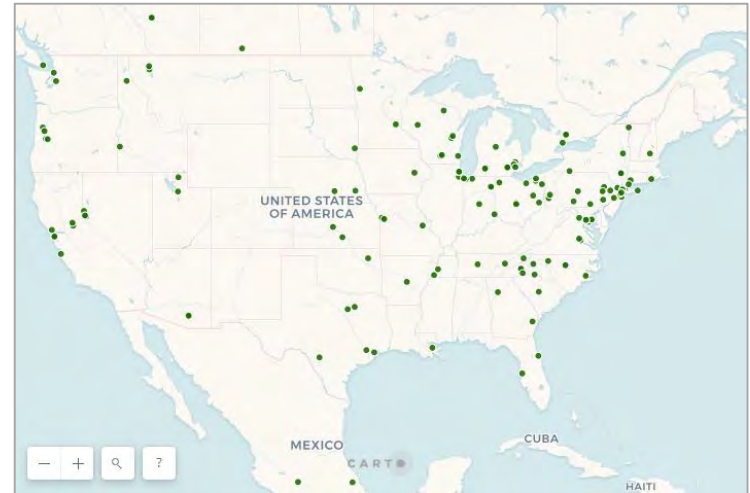 UNITED STATES
OF AMERICA
MEXICO
CUBA
CARTO
HAITI
− + ?